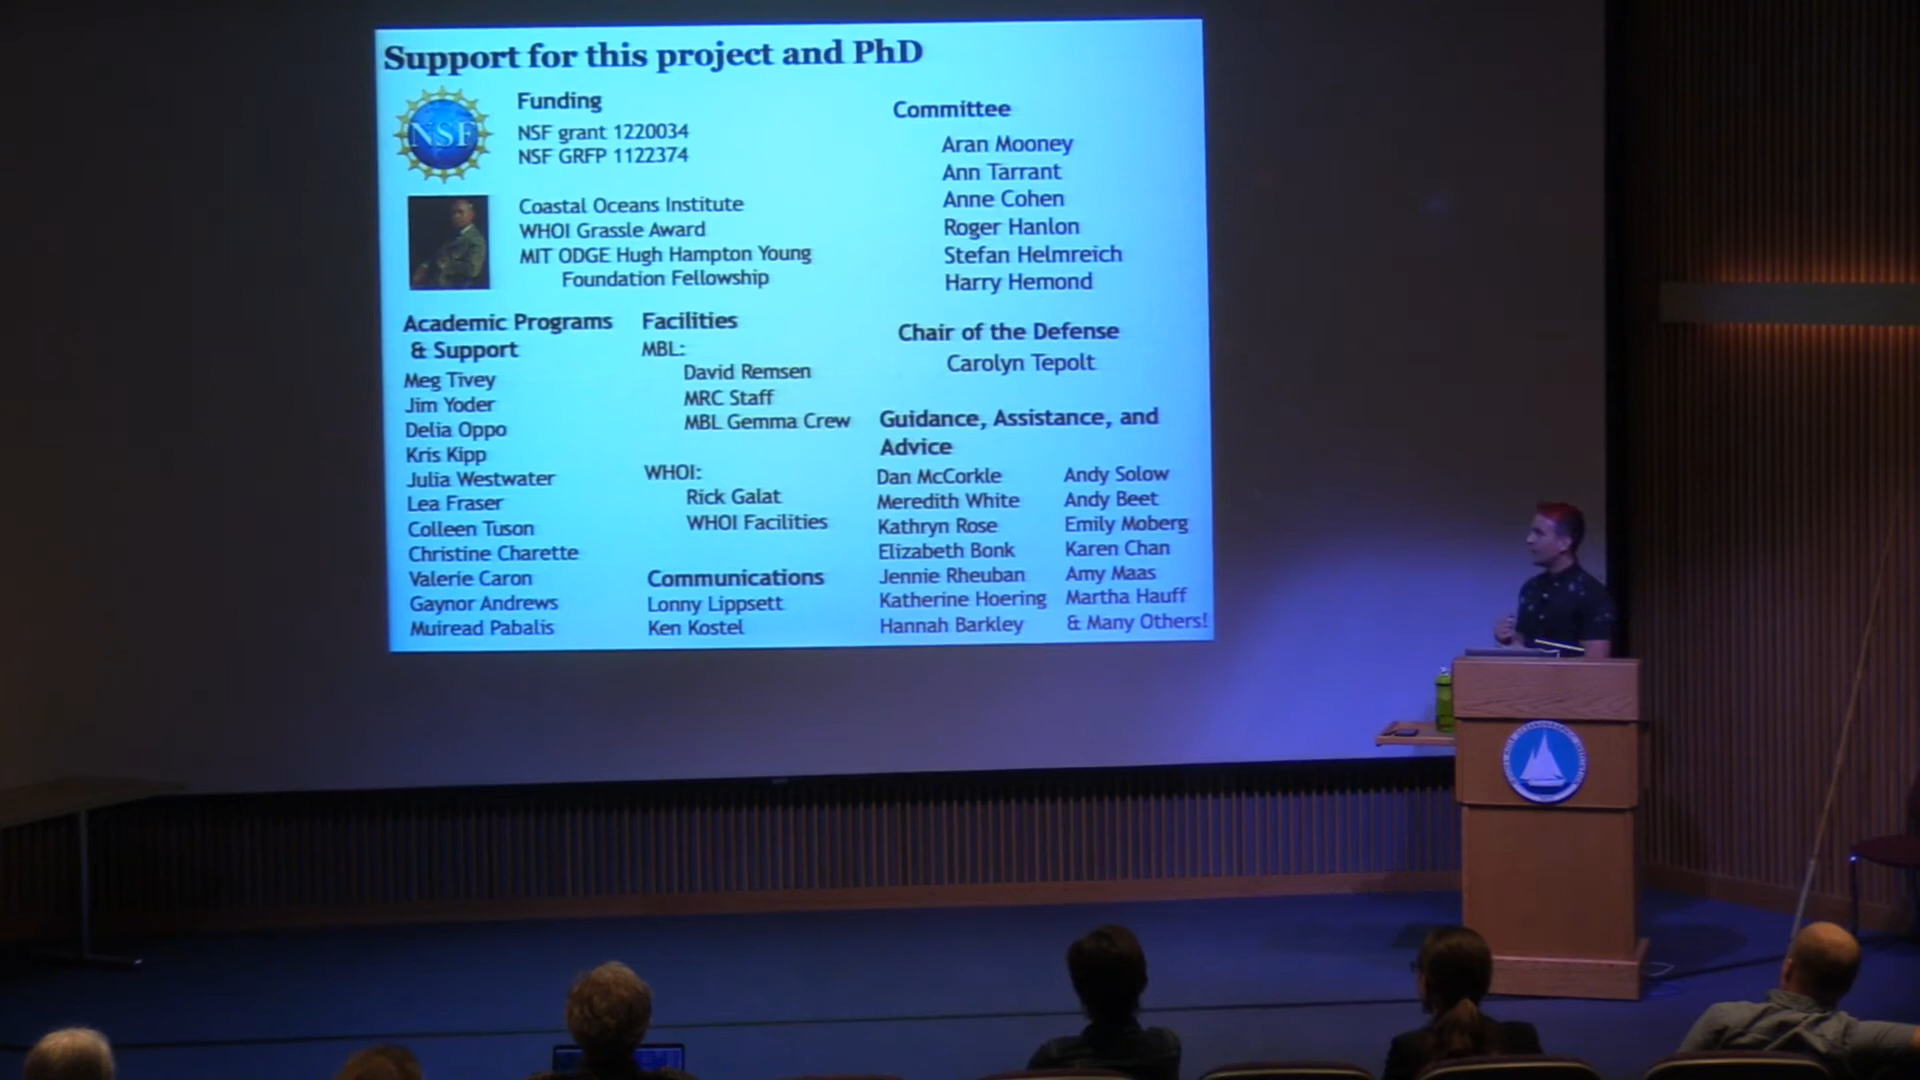 Support for this project and PhD
NSF
Funding
NSF grant 1220034
NSF GRFP 1122374
Coastal Oceans Institute
WHOI Grassle Award
MIT ODGE Hugh Hampton Young
Foundation Fellowship
Academic Programs
& Support
Meg Tivey
Jim Yoder
Delia Oppo
Kris Kipp
Julia Westwater
Lea Fraser
Colleen Tuson
Christine Charette
Valerie Caron
Gaynor Andrews
Muiread Pabalis
Facilities
MBL:
David Remsen
MRC Staff
MBL Gemma Crew
WHOI:
Rick Galat
WHOI Facilities
Communications
Lonny Lippsett
Ken Kostel
Committee
Aran Mooney
Ann Tarrant
Anne Cohen
Roger Hanlon
Stefan Helmreich
Harry Hemond
Chair of the Defense
Carolyn Tepolt
Guidance, Assistance, and
Advice
Dan McCorkle
Meredith White
Kathryn Rose
Elizabeth Bonk
Jennie Rheuban
Katherine Hoering
Hannah Barkley
Andy Solow
Andy Beet
Emily Moberg
Karen Chan
Amy Maas
Martha Hauff
& Many Others!